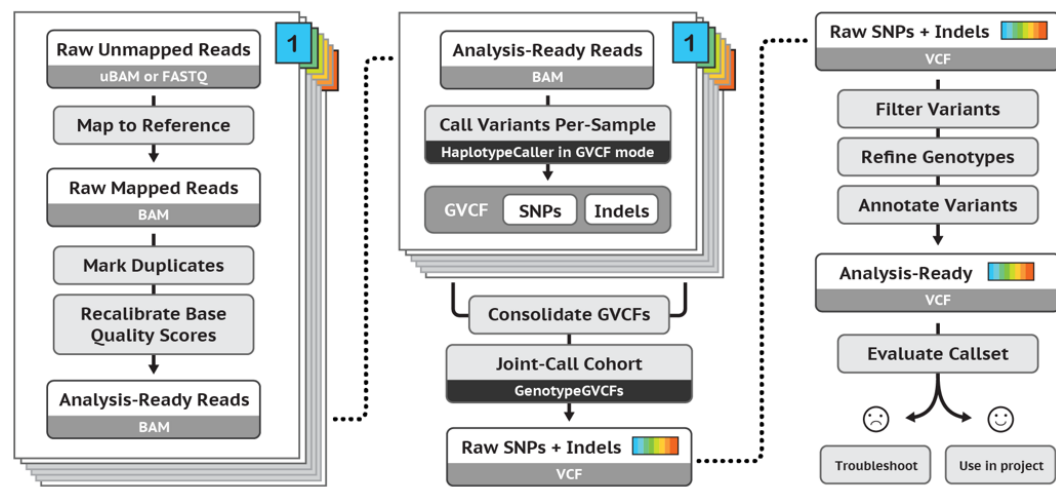 1
Raw Unmapped Reads
uBAM or FASTQ
Map to Reference
Raw Mapped Reads
BAM
Mark Duplicates
Recalibrate Base
Quality Scores
Analysis-Ready Reads
BAM
1
Analysis-Ready Reads
BAM
Call Variants Per-Sample
HaplotypeCaller in GVCF mode
GVCF SNPs Indels
Consolidate GVCFs
Joint-Call Cohort
GenotypeGVCFs
Raw SNPs + Indels
VCF
Raw SNPs + Indels
VCF
Filter Variants
Refine Genotypes
Annotate Variants
Analysis-Ready
VCF
Evaluate Callset
Troubleshoot
Use in project